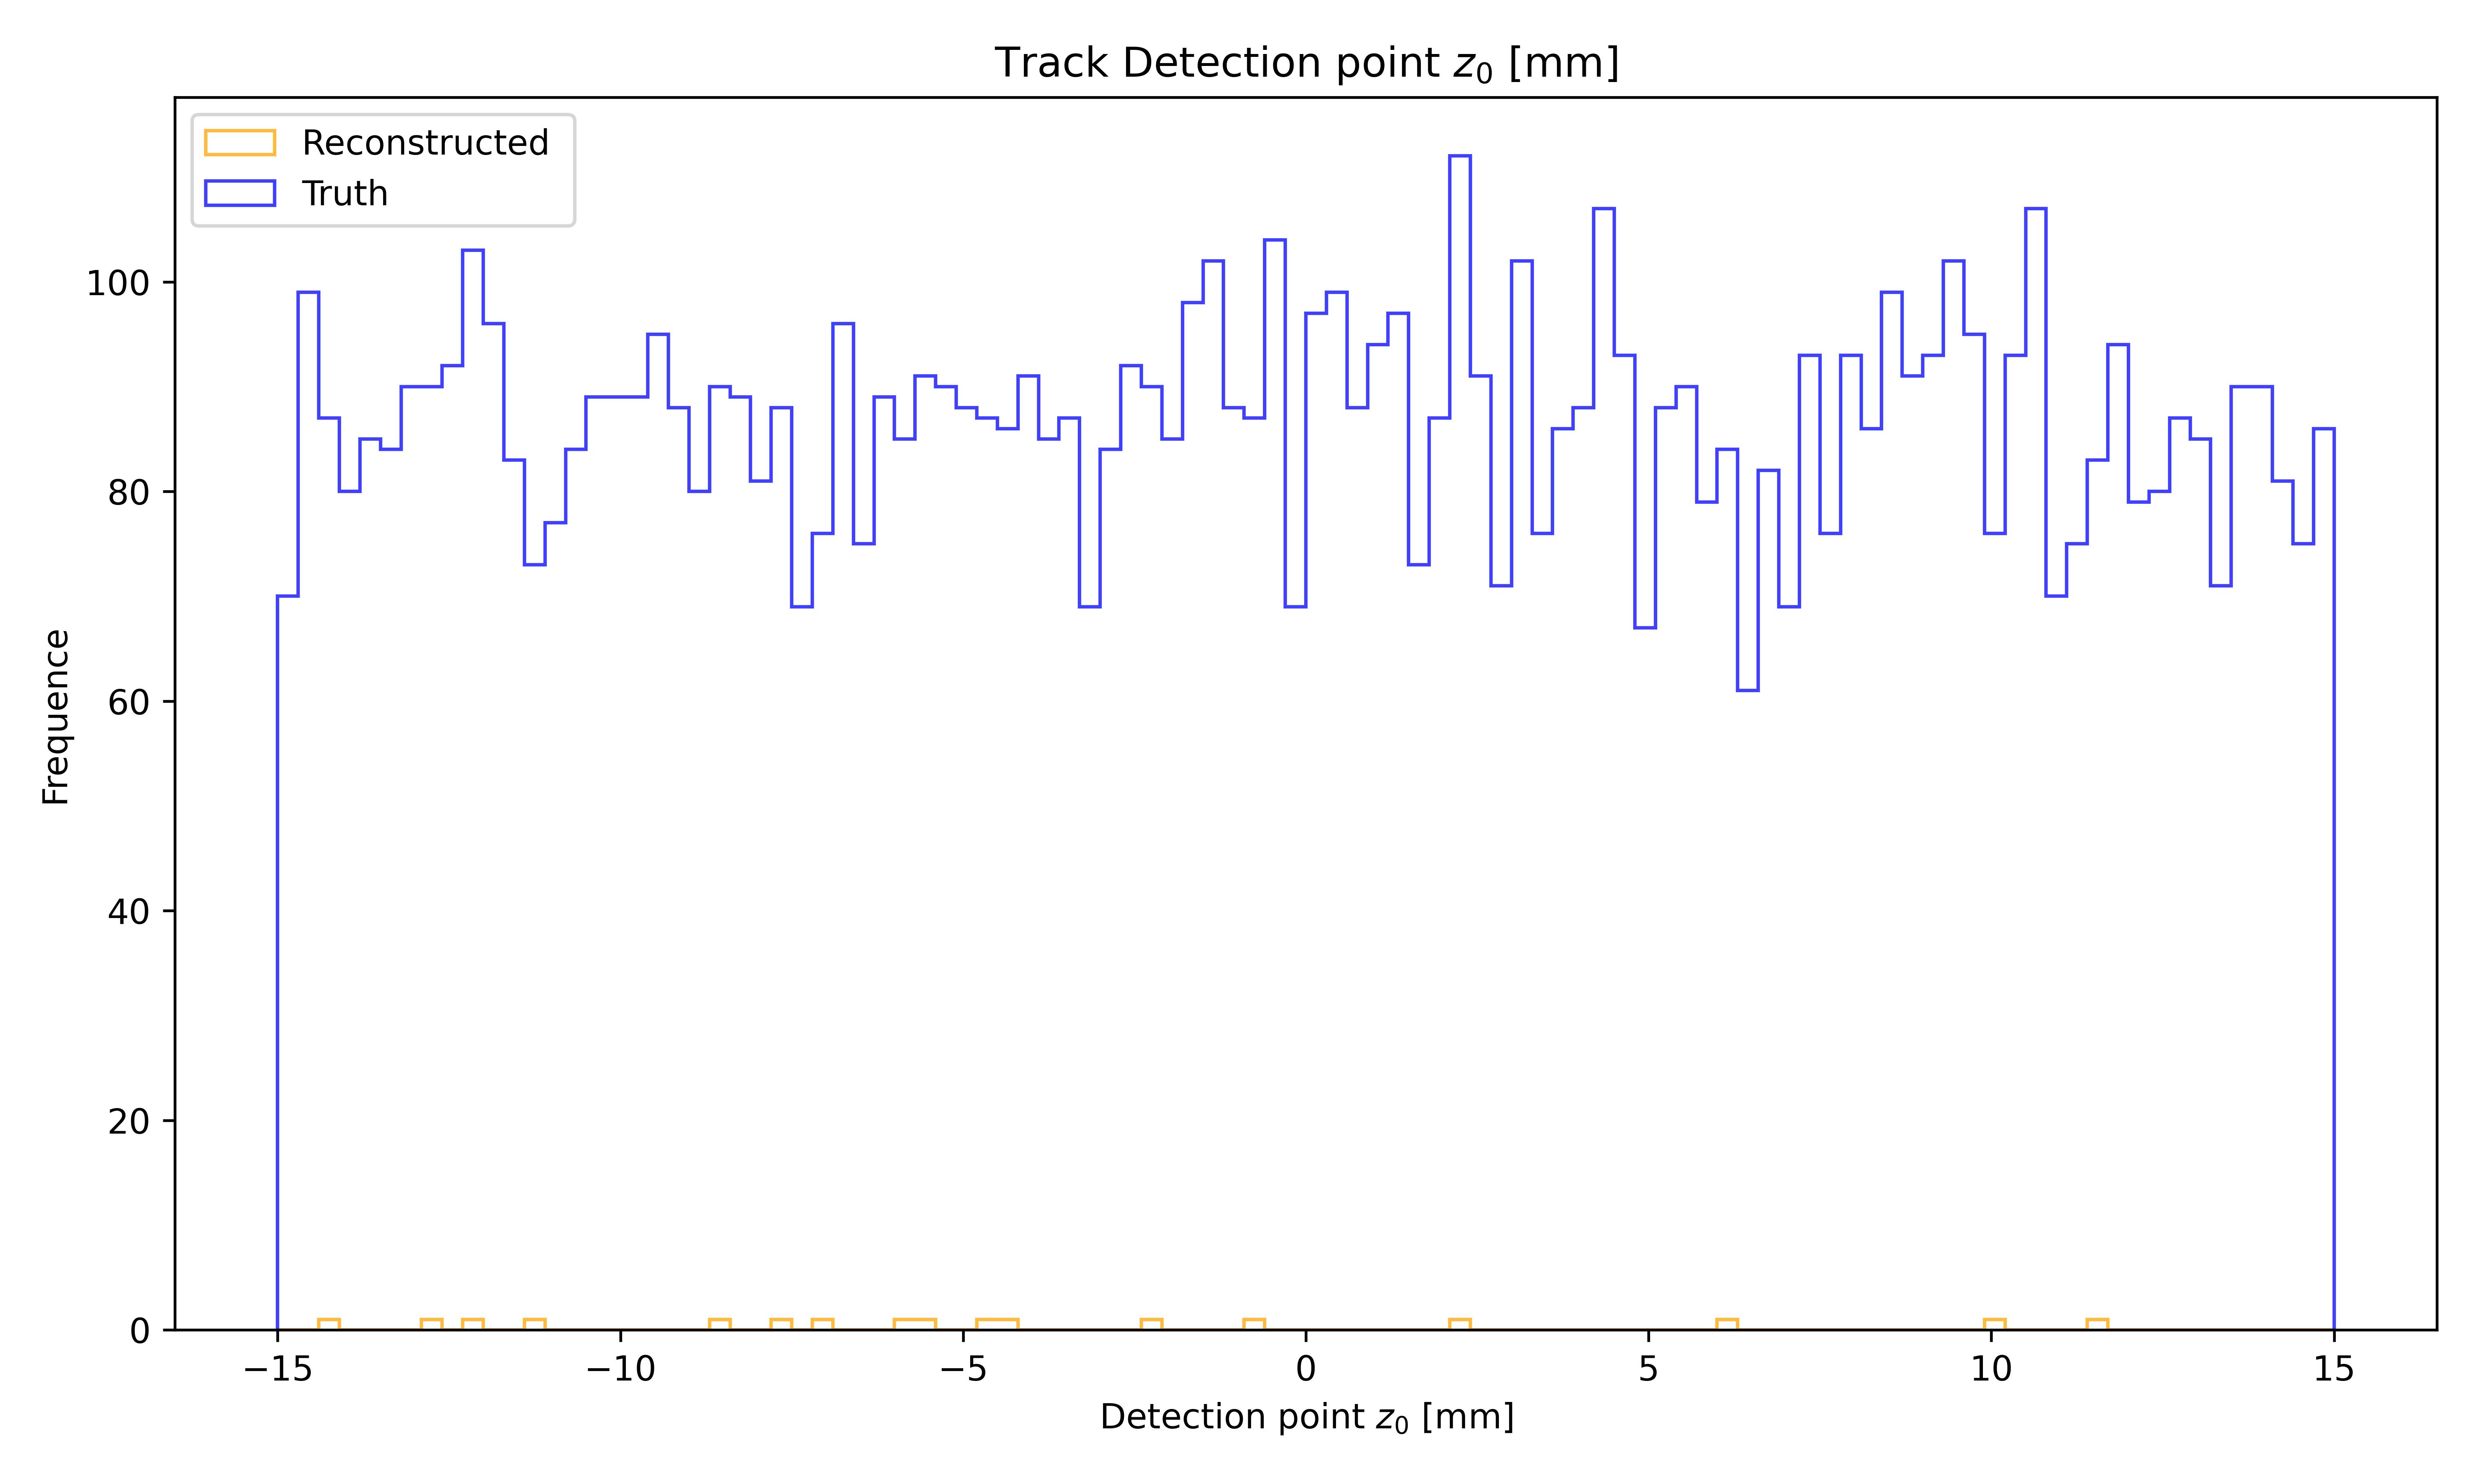 Track Detection point z₀ [mm]
Reconstructed
Truth
Frequence
100
80
60
40
20
0
−15 −10 −5 0 5 10 15
Detection point z₀ [mm]